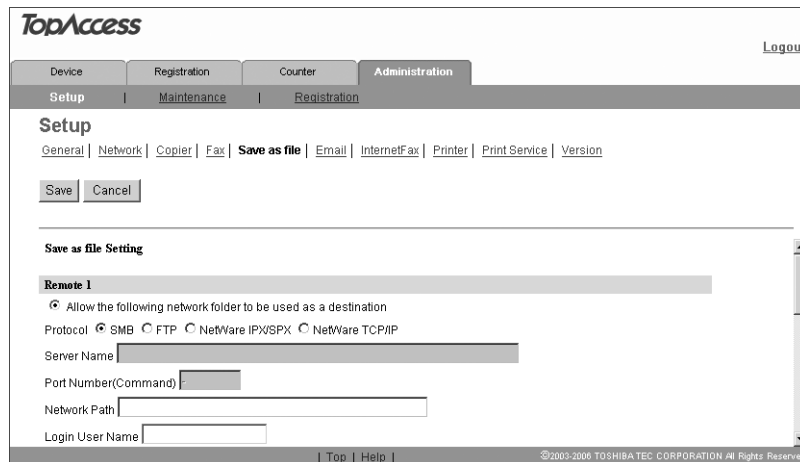 TopAccess
Logou
Device Registration Counter Administration
Setup | Maintenance | Registration
Setup
General | Network | Copier | Fax | Save as file | Email | InternetFax | Printer | Print Service | Version
Save Cancel
Save as file Setting
Remote 1
Allow the following network folder to be used as a destination
Protocol SMB FTP NetWare IPX/SPX NetWare TCP/IP
Server Name
Port Number(Command) -
Network Path
Login User Name
| Top | Help |
©2003-2006 TOSHIBA TEC CORPORATION All Rights Reserve